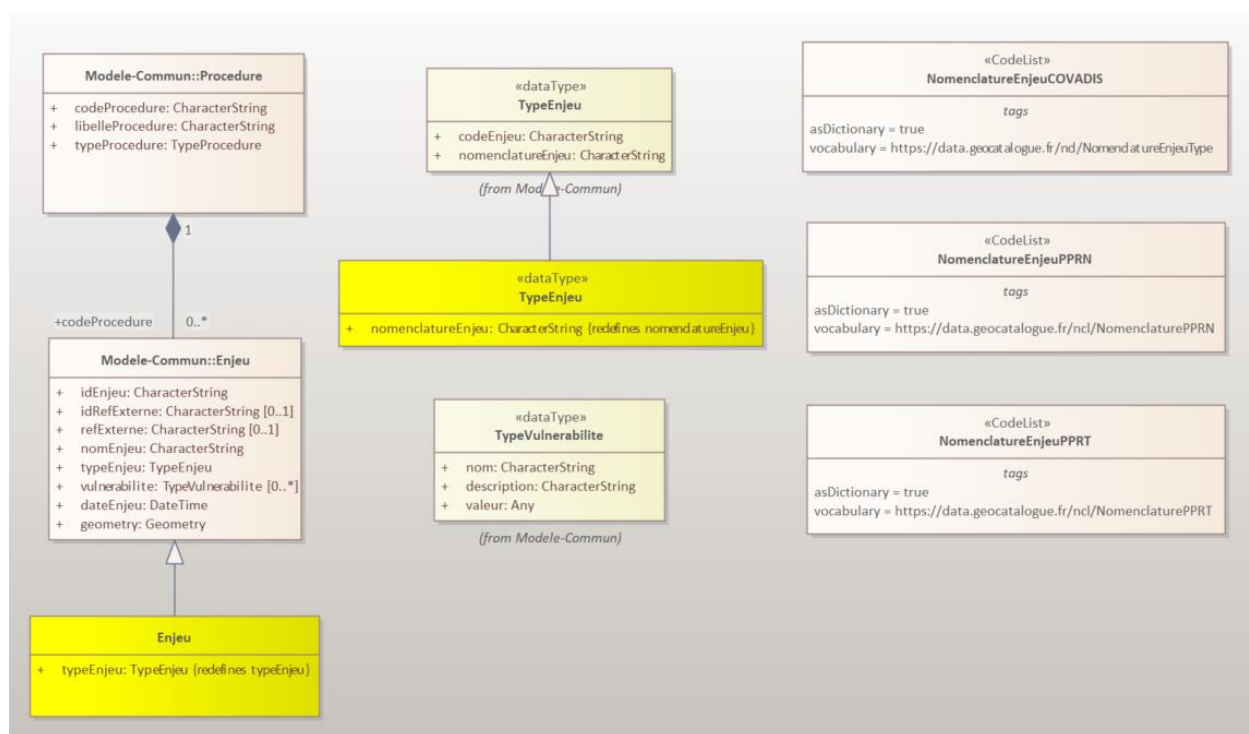 Modele-Commun::Procedure
+ codeProcedure: CharacterString
+ libelleProcedure: CharacterString
+ typeProcedure: TypeProcedure
1
+codeProcedure 0..*
Modele-Commun::Enjeu
+ idEnjeu: CharacterString
+ idRefExterne: CharacterString [0..1]
+ refExterne: CharacterString [0..1]
+ nomEnjeu: CharacterString
+ typeEnjeu: TypeEnjeu
+ vulnerabilite: TypeVulnerabilite [0..*]
+ dateEnjeu: DateTime
+ geometry: Geometry
Enjeu
+ typeEnjeu: TypeEnjeu {redefines typeEnjeu}
«dataType»
TypeEnjeu
+ codeEnjeu: CharacterString
+ nomenclatureEnjeu: CharacterString
(from Modele-Commun)
«dataType»
TypeEnjeu
+ nomenclatureEnjeu: CharacterString {redefines nomenclatureEnjeu}
«dataType»
TypeVulnerabilite
+ nom: CharacterString
+ description: CharacterString
+ valeur: Any
(from Modele-Commun)
«CodeList»
NomenclatureEnjeuCOVADIS
tags
asDictionary = true
vocabulary = https://data.geocatalogue.fr/ncl/NomenclatureEnjeuType
«CodeList»
NomenclatureEnjeuPPRN
tags
asDictionary = true
vocabulary = https://data.geocatalogue.fr/ncl/NomenclaturePPRN
«CodeList»
NomenclatureEnjeuPPRT
tags
asDictionary = true
vocabulary = https://data.geocatalogue.fr/ncl/NomenclaturePPRT